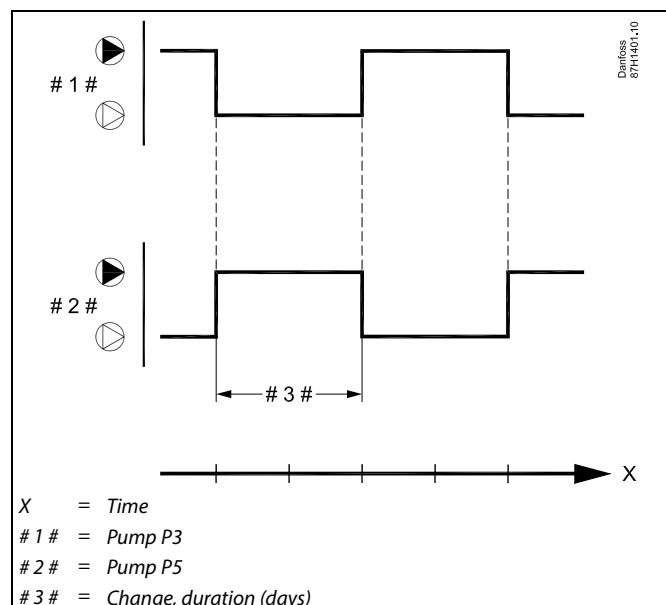 Danfoss
87H1401.10
# 1 #
# 2 #
# 3 #
X
X = Time
# 1 # = Pump P3
# 2 # = Pump P5
# 3 # = Change, duration (days)